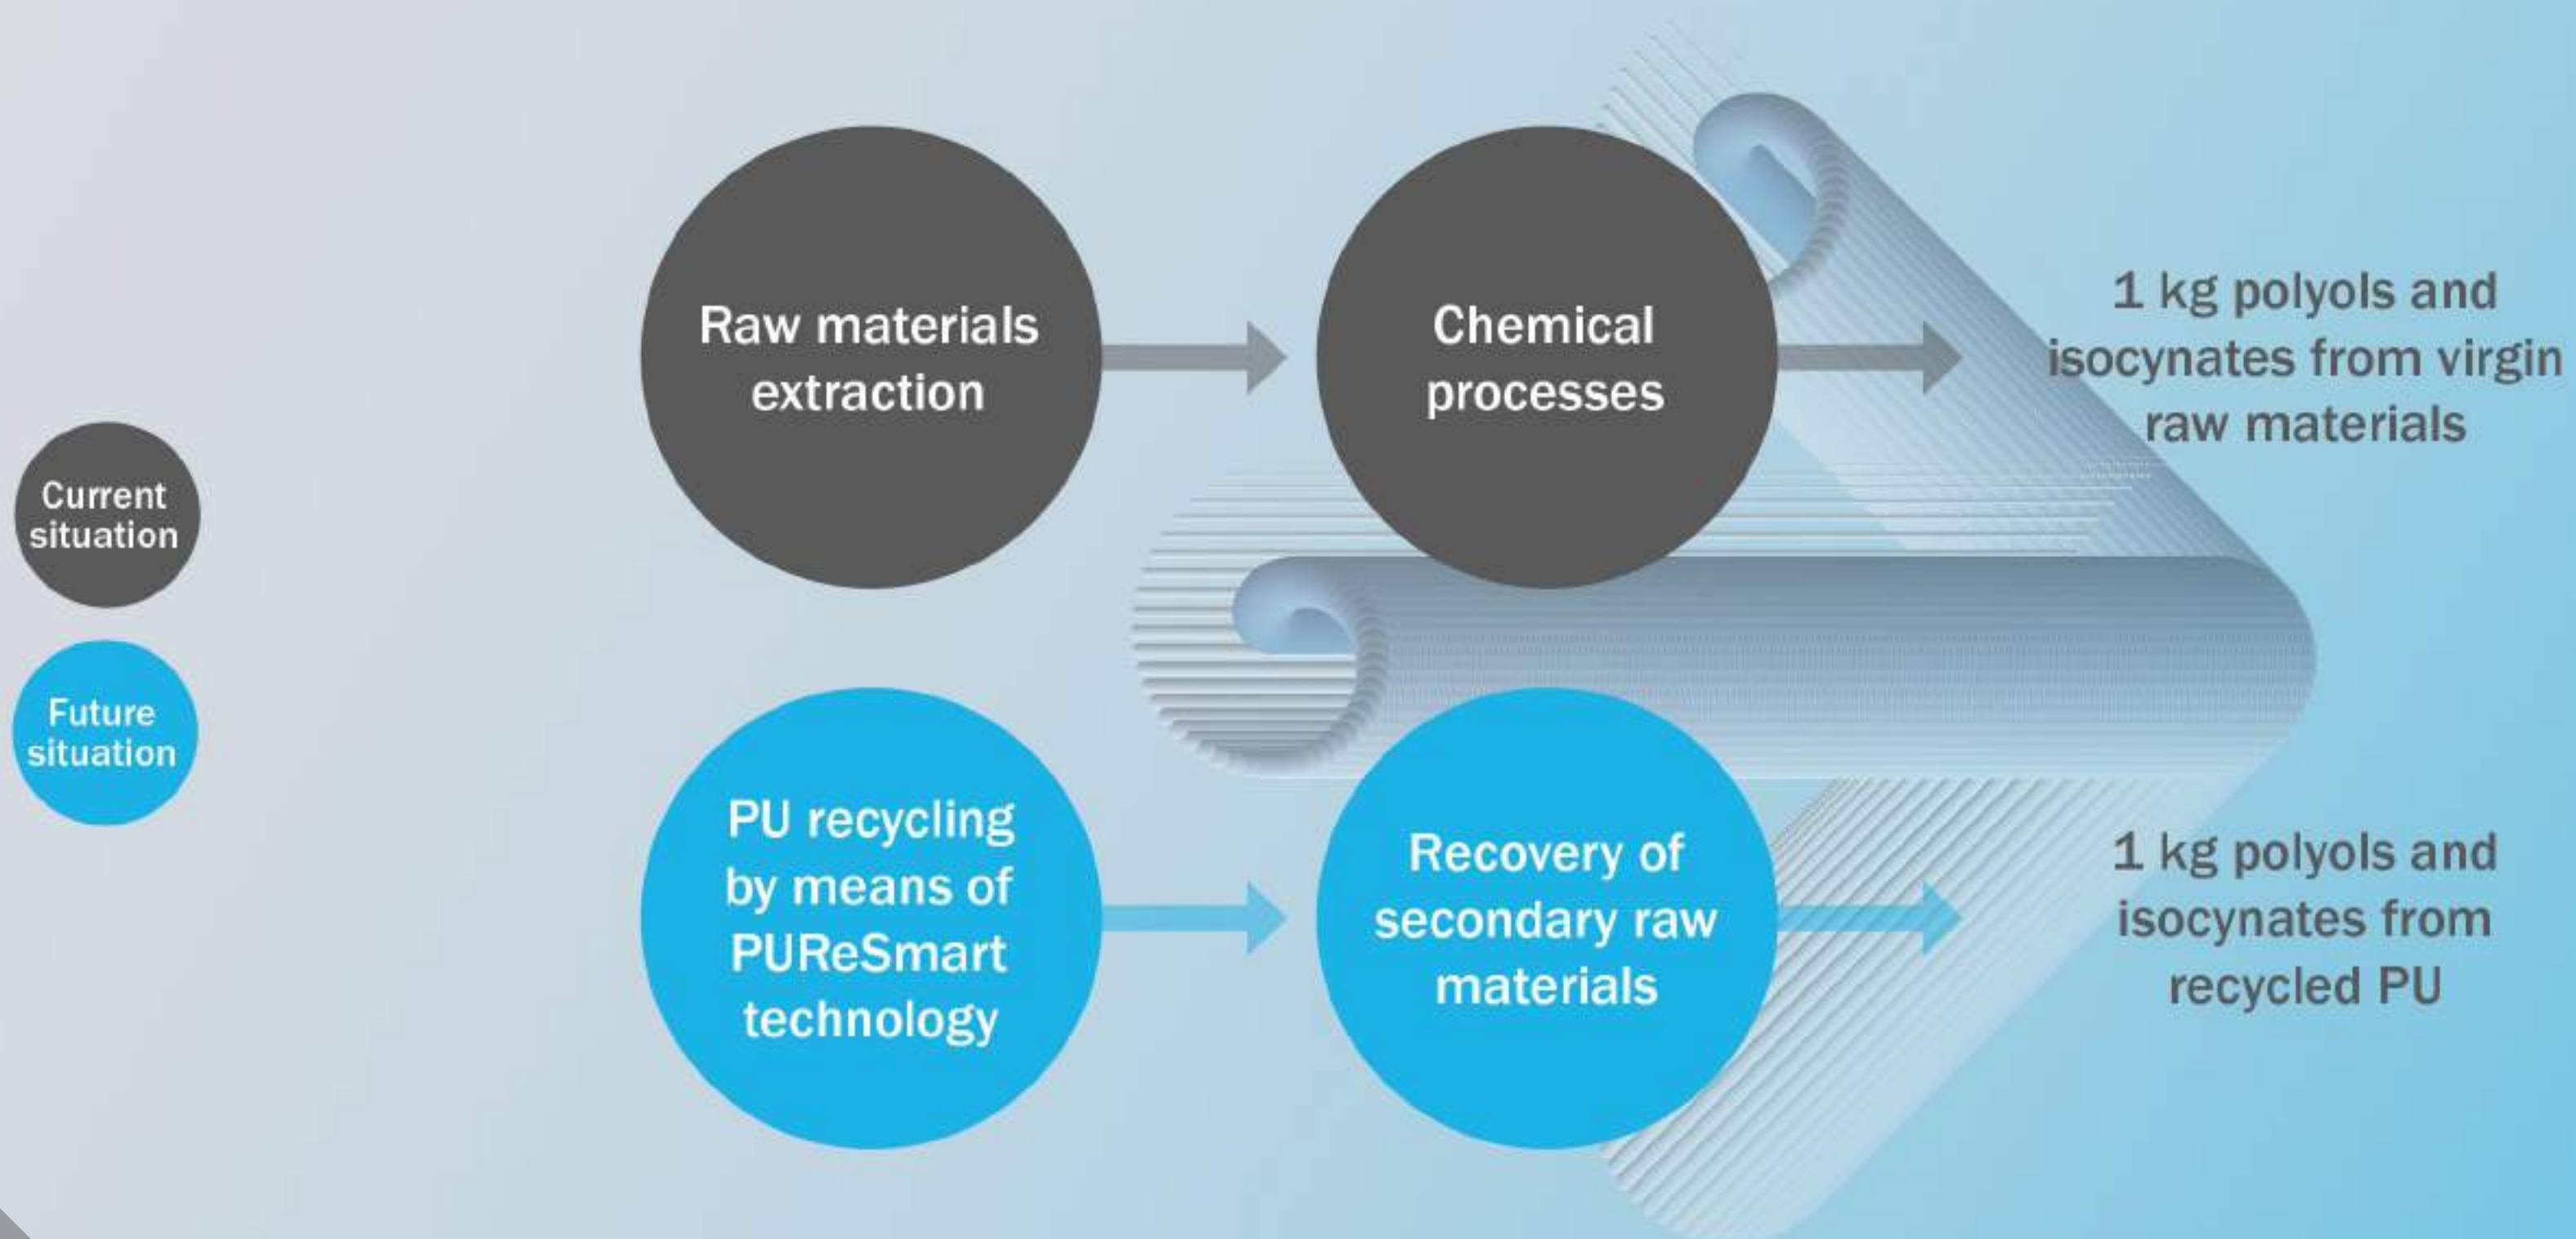 Current
situation
Future
situation
Raw materials
extraction
Chemical
processes
1 kg polyols and
isocynates from virgin
raw materials
PU recycling
by means of
PUReSmart
technology
Recovery of
secondary raw
materials
1 kg polyols and
isocynates from
recycled PU